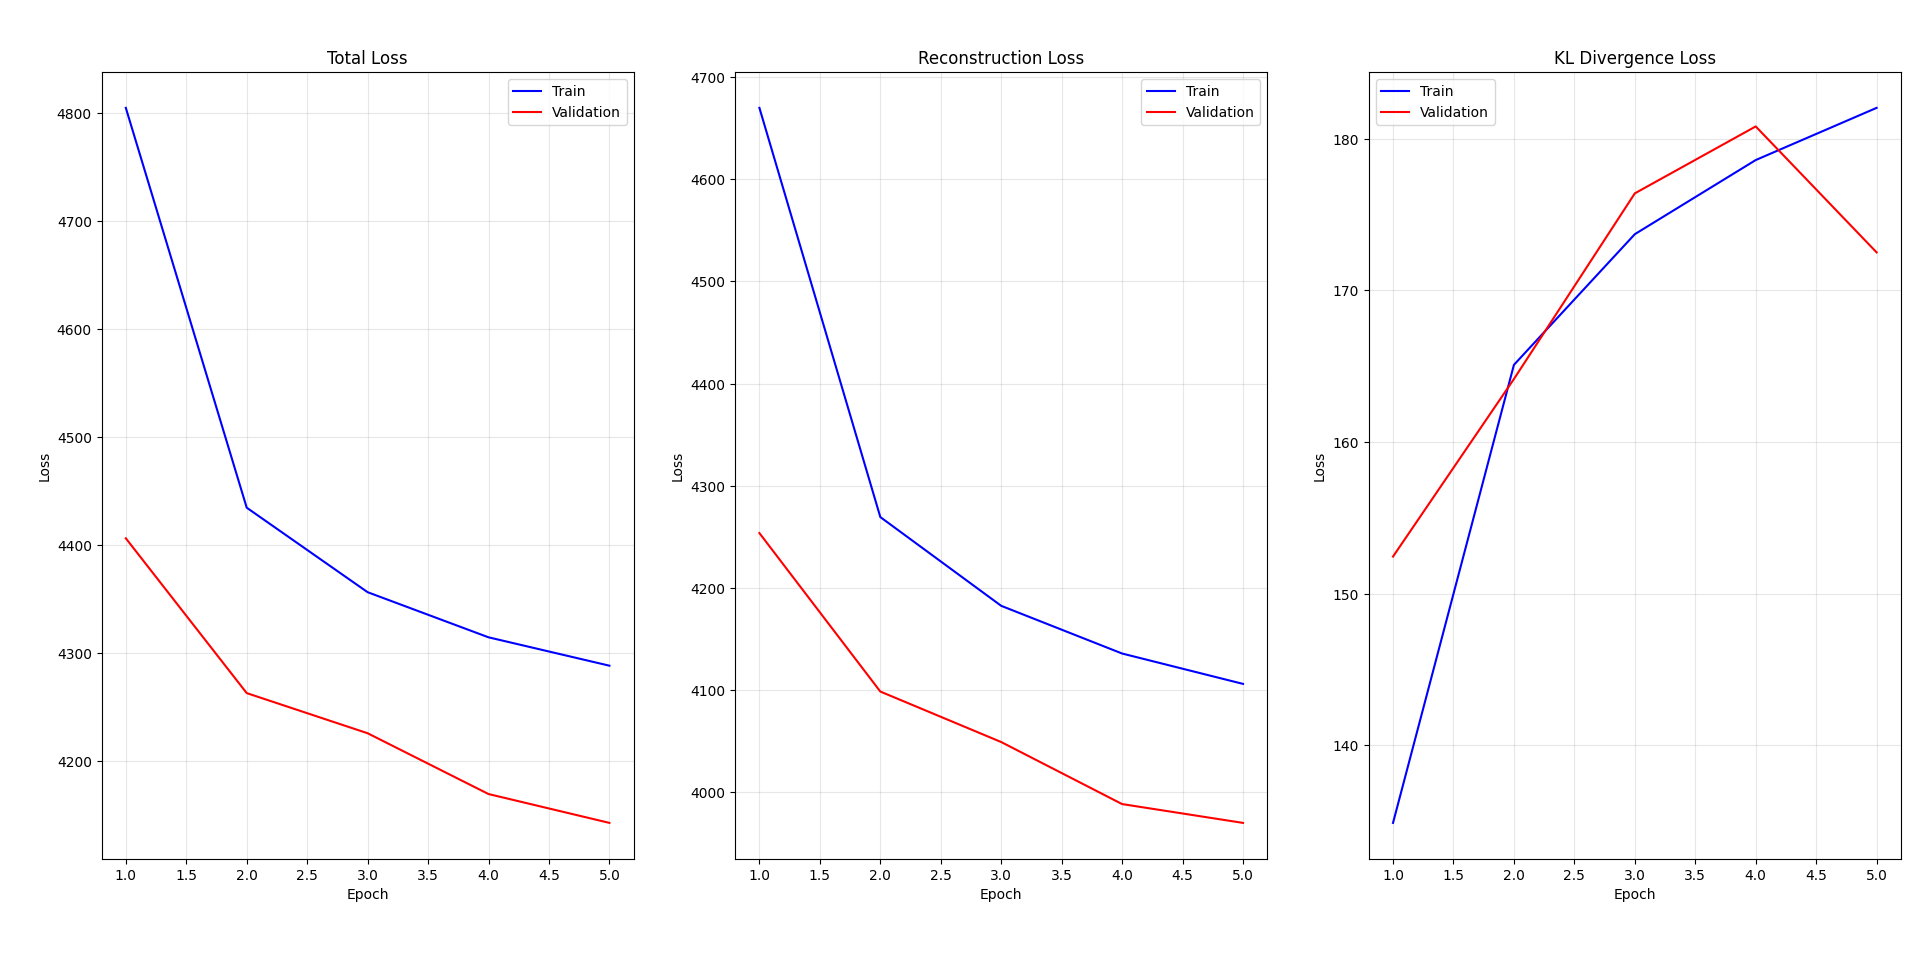 Total Loss
Train
Validation
4800
4700
4600
4500
4400
4300
4200
Loss
1.0 1.5 2.0 2.5 3.0 3.5 4.0 4.5 5.0
Epoch
Reconstruction Loss
Train
Validation
4700
4600
4500
4400
4300
4200
4100
4000
Loss
1.0 1.5 2.0 2.5 3.0 3.5 4.0 4.5 5.0
Epoch
KL Divergence Loss
Train
Validation
180
170
160
150
140
Loss
1.0 1.5 2.0 2.5 3.0 3.5 4.0 4.5 5.0
Epoch